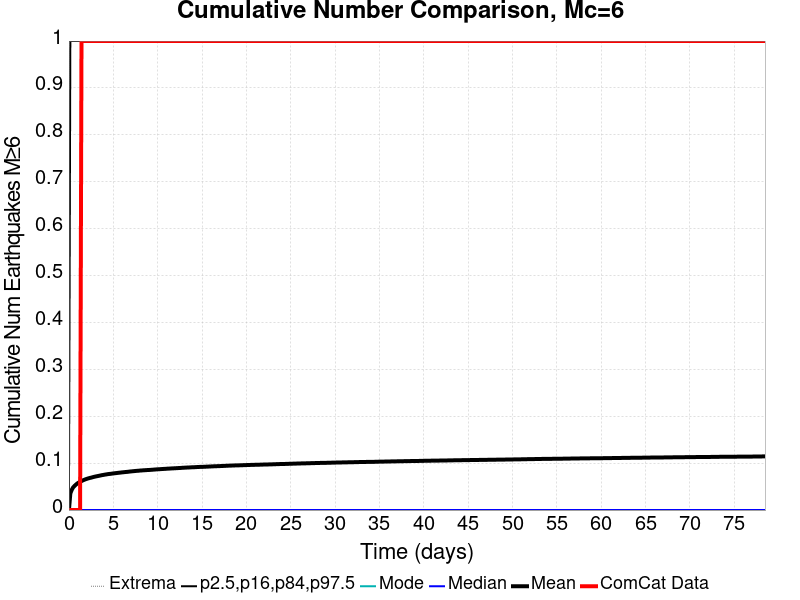 Cumulative Number Comparison, Mc=6
Cumulative Num Earthquakes M≥6
1
0.9
0.8
0.7
0.6
0.5
0.4
0.3
0.2
0.1
0
0 5 10 15 20 25 30 35 40 45 50 55 60 65 70 75
Time (days)
Extrema p2.5,p16,p84,p97.5 Mode Median Mean ComCat Data